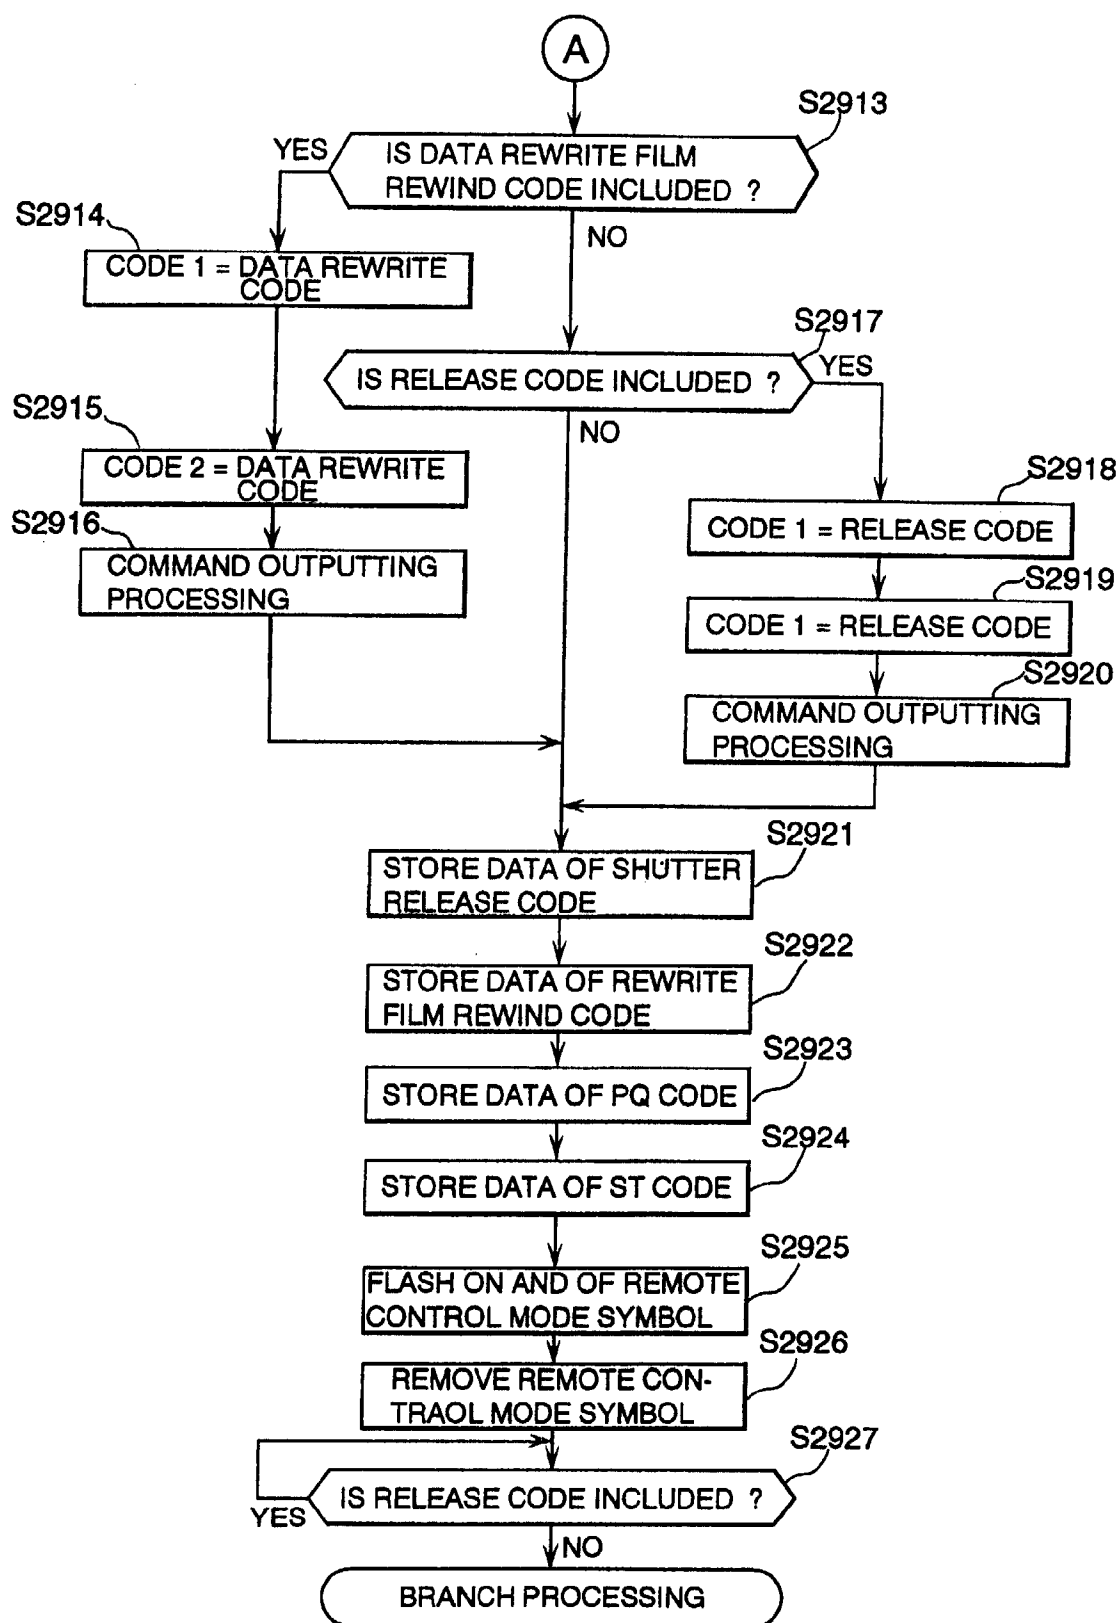 A
S2913
YES
IS DATA REWRITE FILM
REWIND CODE INCLUDED ?
NO
S2914
CODE 1 = DATA REWRITE
CODE
S2917
IS RELEASE CODE INCLUDED ?
YES
NO
S2915
CODE 2 = DATA REWRITE
CODE
S2918
CODE 1 = RELEASE CODE
S2916
COMMAND OUTPUTTING
PROCESSING
S2919
CODE 1 = RELEASE CODE
S2920
COMMAND OUTPUTTING
PROCESSING
S2921
STORE DATA OF SHUTTER
RELEASE CODE
S2922
STORE DATA OF REWRITE
FILM REWIND CODE
S2923
STORE DATA OF PQ CODE
S2924
STORE DATA OF ST CODE
S2925
FLASH ON AND OF REMOTE
CONTROL MODE SYMBOL
S2926
REMOVE REMOTE CON-
TRAOL MODE SYMBOL
S2927
IS RELEASE CODE INCLUDED ?
YES
NO
BRANCH PROCESSING